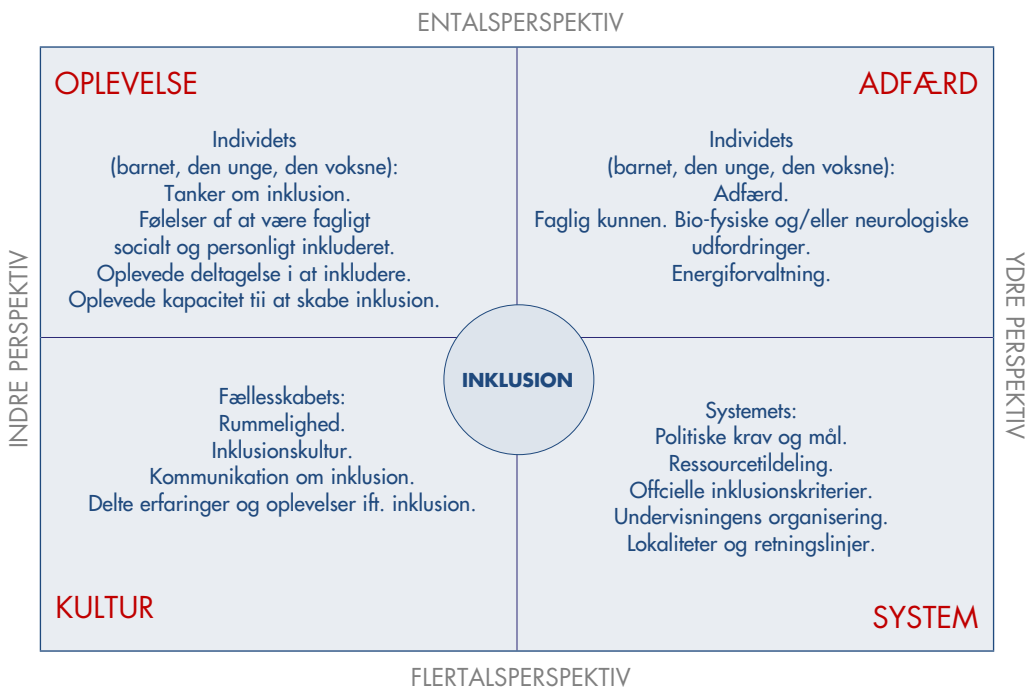 ENTALSPERSPEKTIV
OPLEVELSE
Individets
(barnet, den unge, den voksne):
Tanker om inklusion.
Følelser af at være fagligt
socialt og personligt inkluderet.
Oplevede deltagelse i at inkludere.
Oplevede kapacitet tii at skabe inklusion.
ADFÆRD
Individets
(barnet, den unge, den voksne):
Adfærd.
Faglig kunnen. Bio-fysiske og/eller neurologiske
udfordringer.
Energiforvaltning.
INDRE PERSPEKTIV
YDRE PERSPEKTIV
INKLUSION
Fællesskabets:
Rummelighed.
Inklusionskultur.
Kommunikation om inklusion.
Delte erfaringer og oplevelser ift. inklusion.
KULTUR
Systemets:
Politiske krav og mål.
Ressourcetildeling.
Offcielle inklusionskriterier.
Undervisningens organisering.
Lokaliteter og retningslinjer.
SYSTEM
FLERTALSPERSPEKTIV